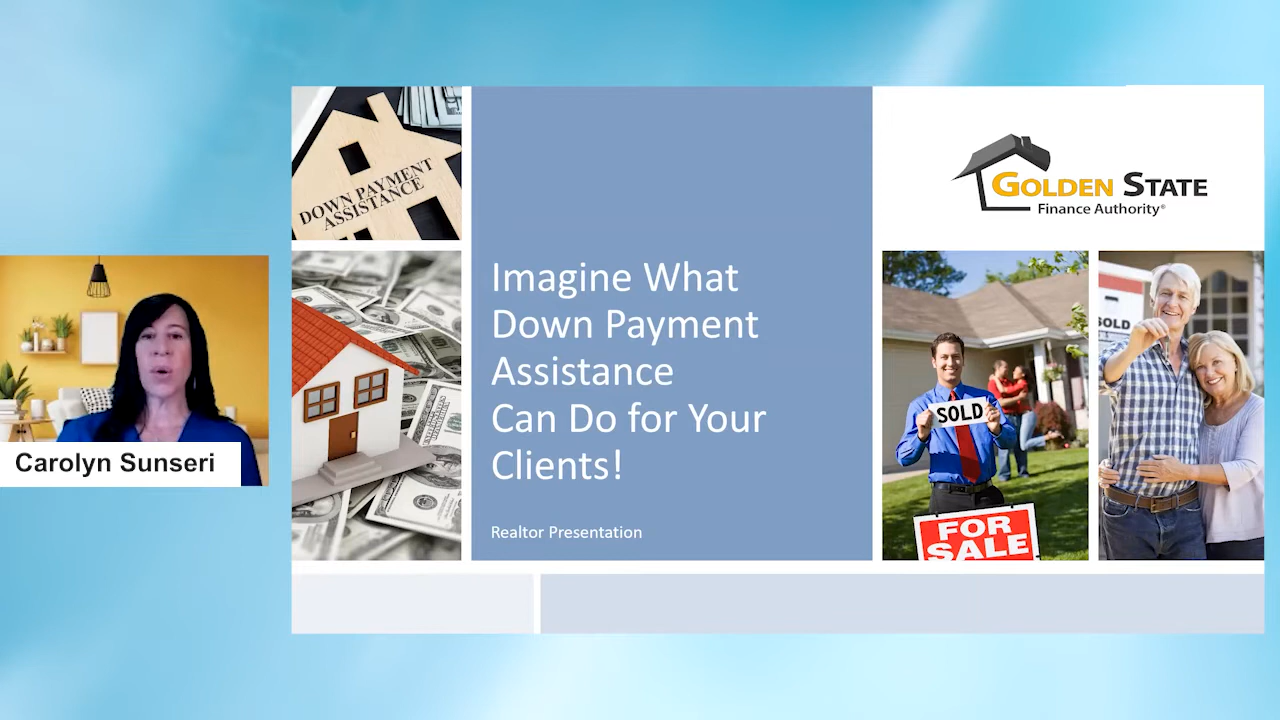 DOWN PAYMENT
ASSISTANCE
GOLDEN STATE
Finance Authority®
Imagine What
Down Payment
Assistance
Can Do for Your
Clients!
Realtor Presentation
SOLD
SOLD
FOR
SALE
Carolyn Sunseri